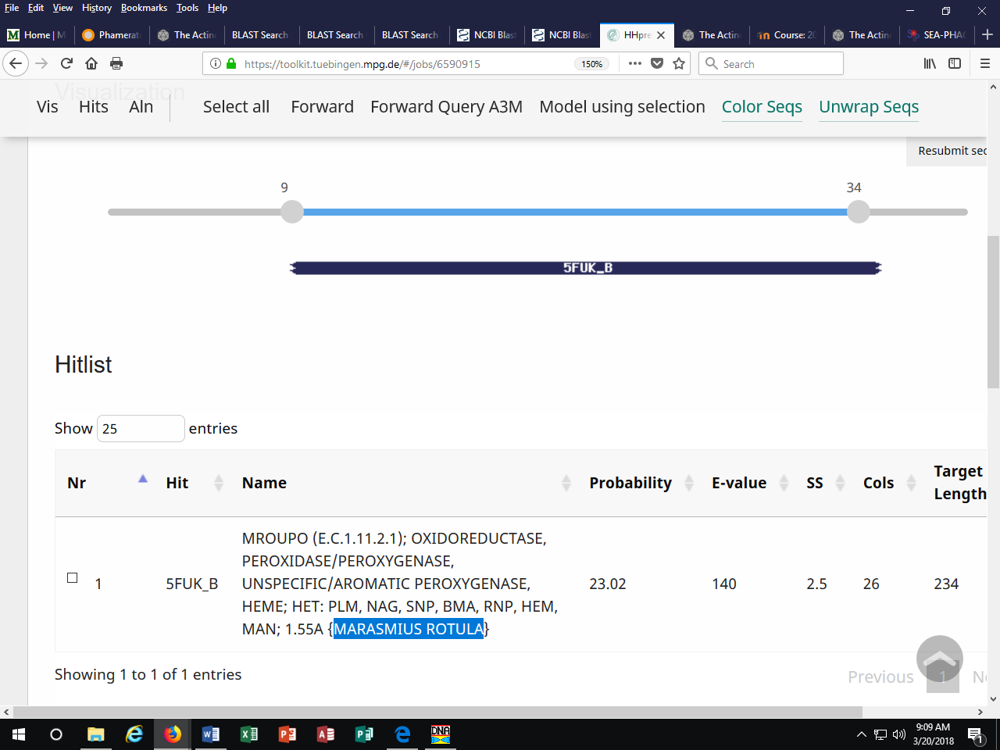 File Edit View History Bookmarks Tools Help
Home | M Phamerat The Actin BLAST Search BLAST Search BLAST Search NCBI Blas NCBI Blas HHpre The Actin Course: 20 The Actin SEA-PHAG
https://toolkit.tuebingen.mpg.de/#/jobs/6590915 150% Search
Visualization
Vis Hits Aln Select all Forward Forward Query A3M Model using selection Color Seqs Unwrap Seqs
Resubmit sec
9 34
5FUK_B
Hitlist
Show 25 entries
Nr Hit Name Probability E-value SS Cols Target Length
MROUPO (E.C.1.11.2.1); OXIDOREDUCTASE,
PEROXIDASE/PEROXYGENASE,
1 5FUK_B UNSPECIFIC/AROMATIC PEROXYGENASE, 23.02 140 2.5 26 234
HEME; HET: PLM, NAG, SNP, BMA, RNP, HEM,
MAN; 1.55A {MARASMIUS ROTULA}
Showing 1 to 1 of 1 entries
Previous 1 Ne
DNA
9:09 AM
3/20/2018
1